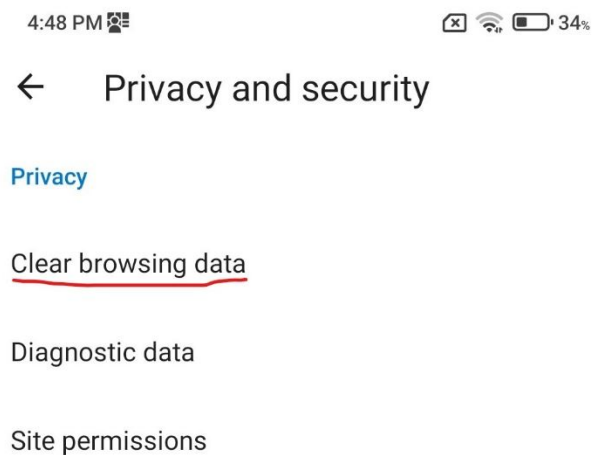 4:48 PM 34%
Privacy and security
Privacy
Clear browsing data
Diagnostic data
Site permissions